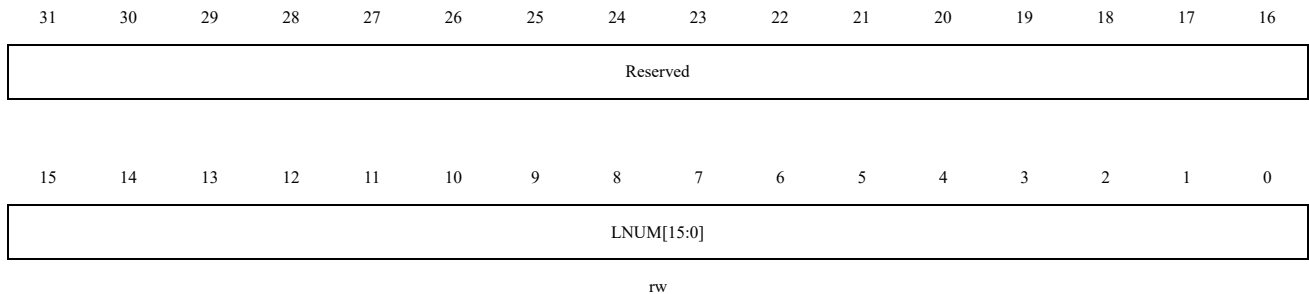 31 30 29 28 27 26 25 24 23 22 21 20 19 18 17 16
Reserved
15 14 13 12 11 10 9 8 7 6 5 4 3 2 1 0
LNUM[15:0]
rw